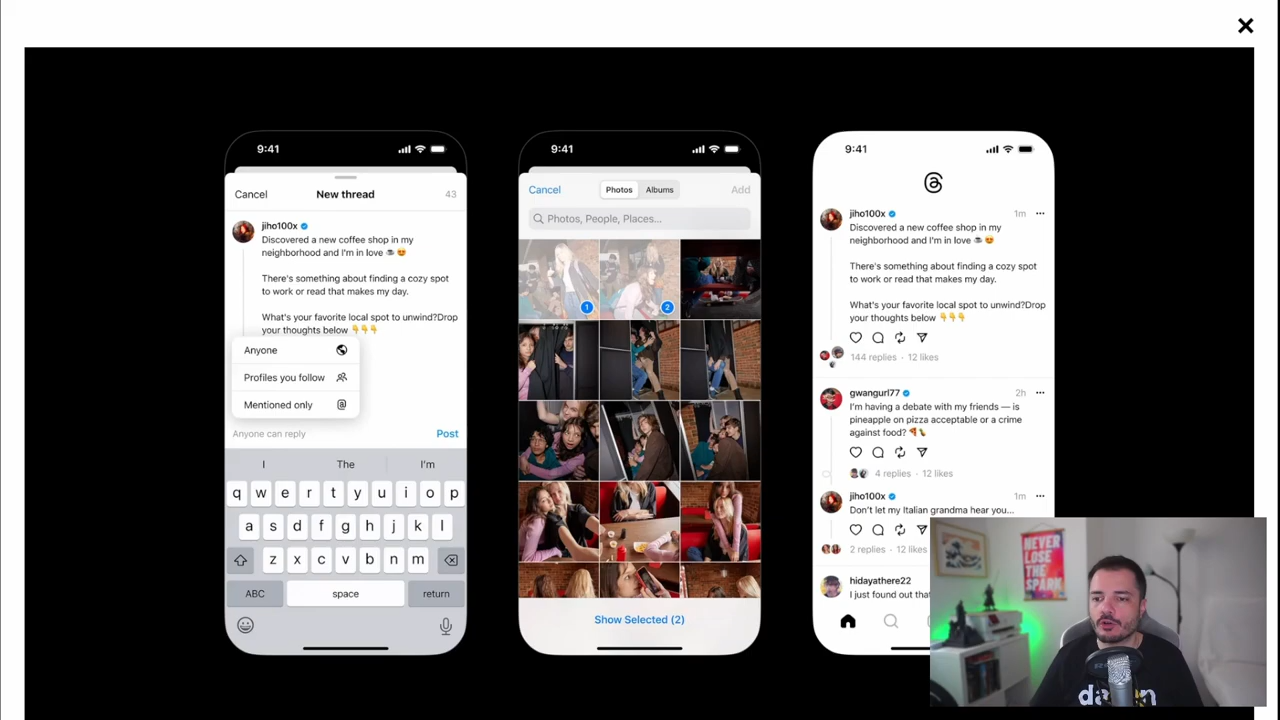 9:41
Cancel
New thread
43
jiho100x
Discovered a new coffee shop in my
neighborhood and I'm in love ☕😍
There's something about finding a cozy spot
to work or read that makes my day.
What's your favorite local spot to unwind?Drop
your thoughts below 👇👇👇
Anyone
Profiles you follow
Mentioned only
Anyone can reply
Post
I
The
I'm
q w e r t y u i o p
a s d f g h j k l
z x c v b n m
ABC
space
return
9:41
Cancel
Photos
Albums
Add
Photos, People, Places...
1
2
Show Selected (2)
9:41
jiho100x
1m
Discovered a new coffee shop in my
neighborhood and I'm in love ☕😍
There's something about finding a cozy spot
to work or read that makes my day.
What's your favorite local spot to unwind?Drop
your thoughts below 👇👇👇
144 replies · 12 likes
gwangurl77
2h
I'm having a debate with my friends — is
pineapple on pizza acceptable or a crime
against food? 🍕🍍
4 replies · 12 likes
jiho100x
1m
Don't let my Italian grandma hear you...
2 replies · 12 likes
hidayathere22
I just found out
NEVER
LOSE
THE
SPARK